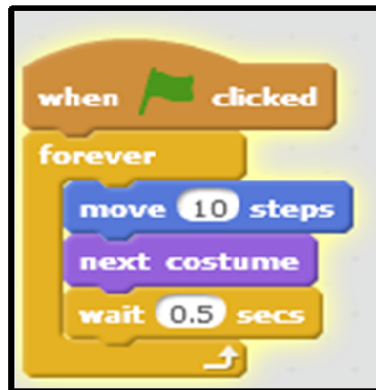 when clicked
forever
move 10 steps
next costume
wait 0.5 secs